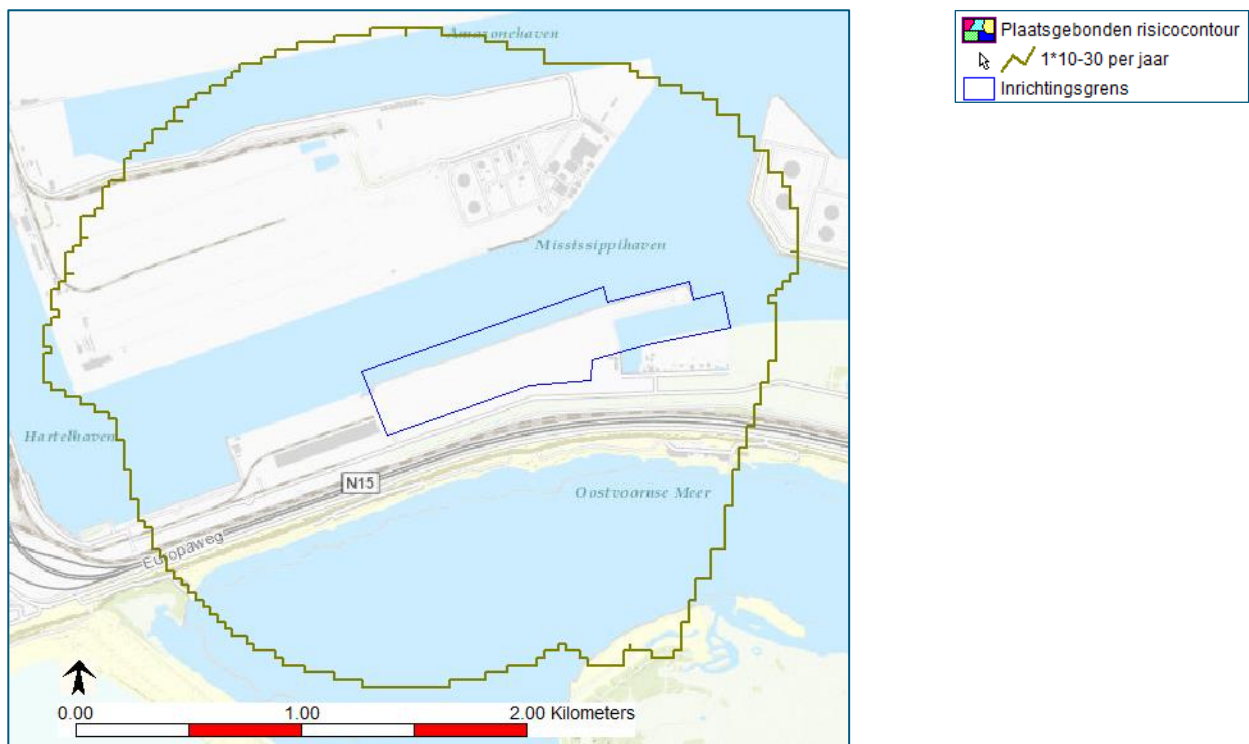 Amazonehaven
Mississippihaven
Hartelhaven
N15
Oostvoornse Meer
Europaweg
0.00 1.00 2.00 Kilometers
Plaatsgebonden risicocontour
1*10-30 per jaar
Inrichtingsgrens